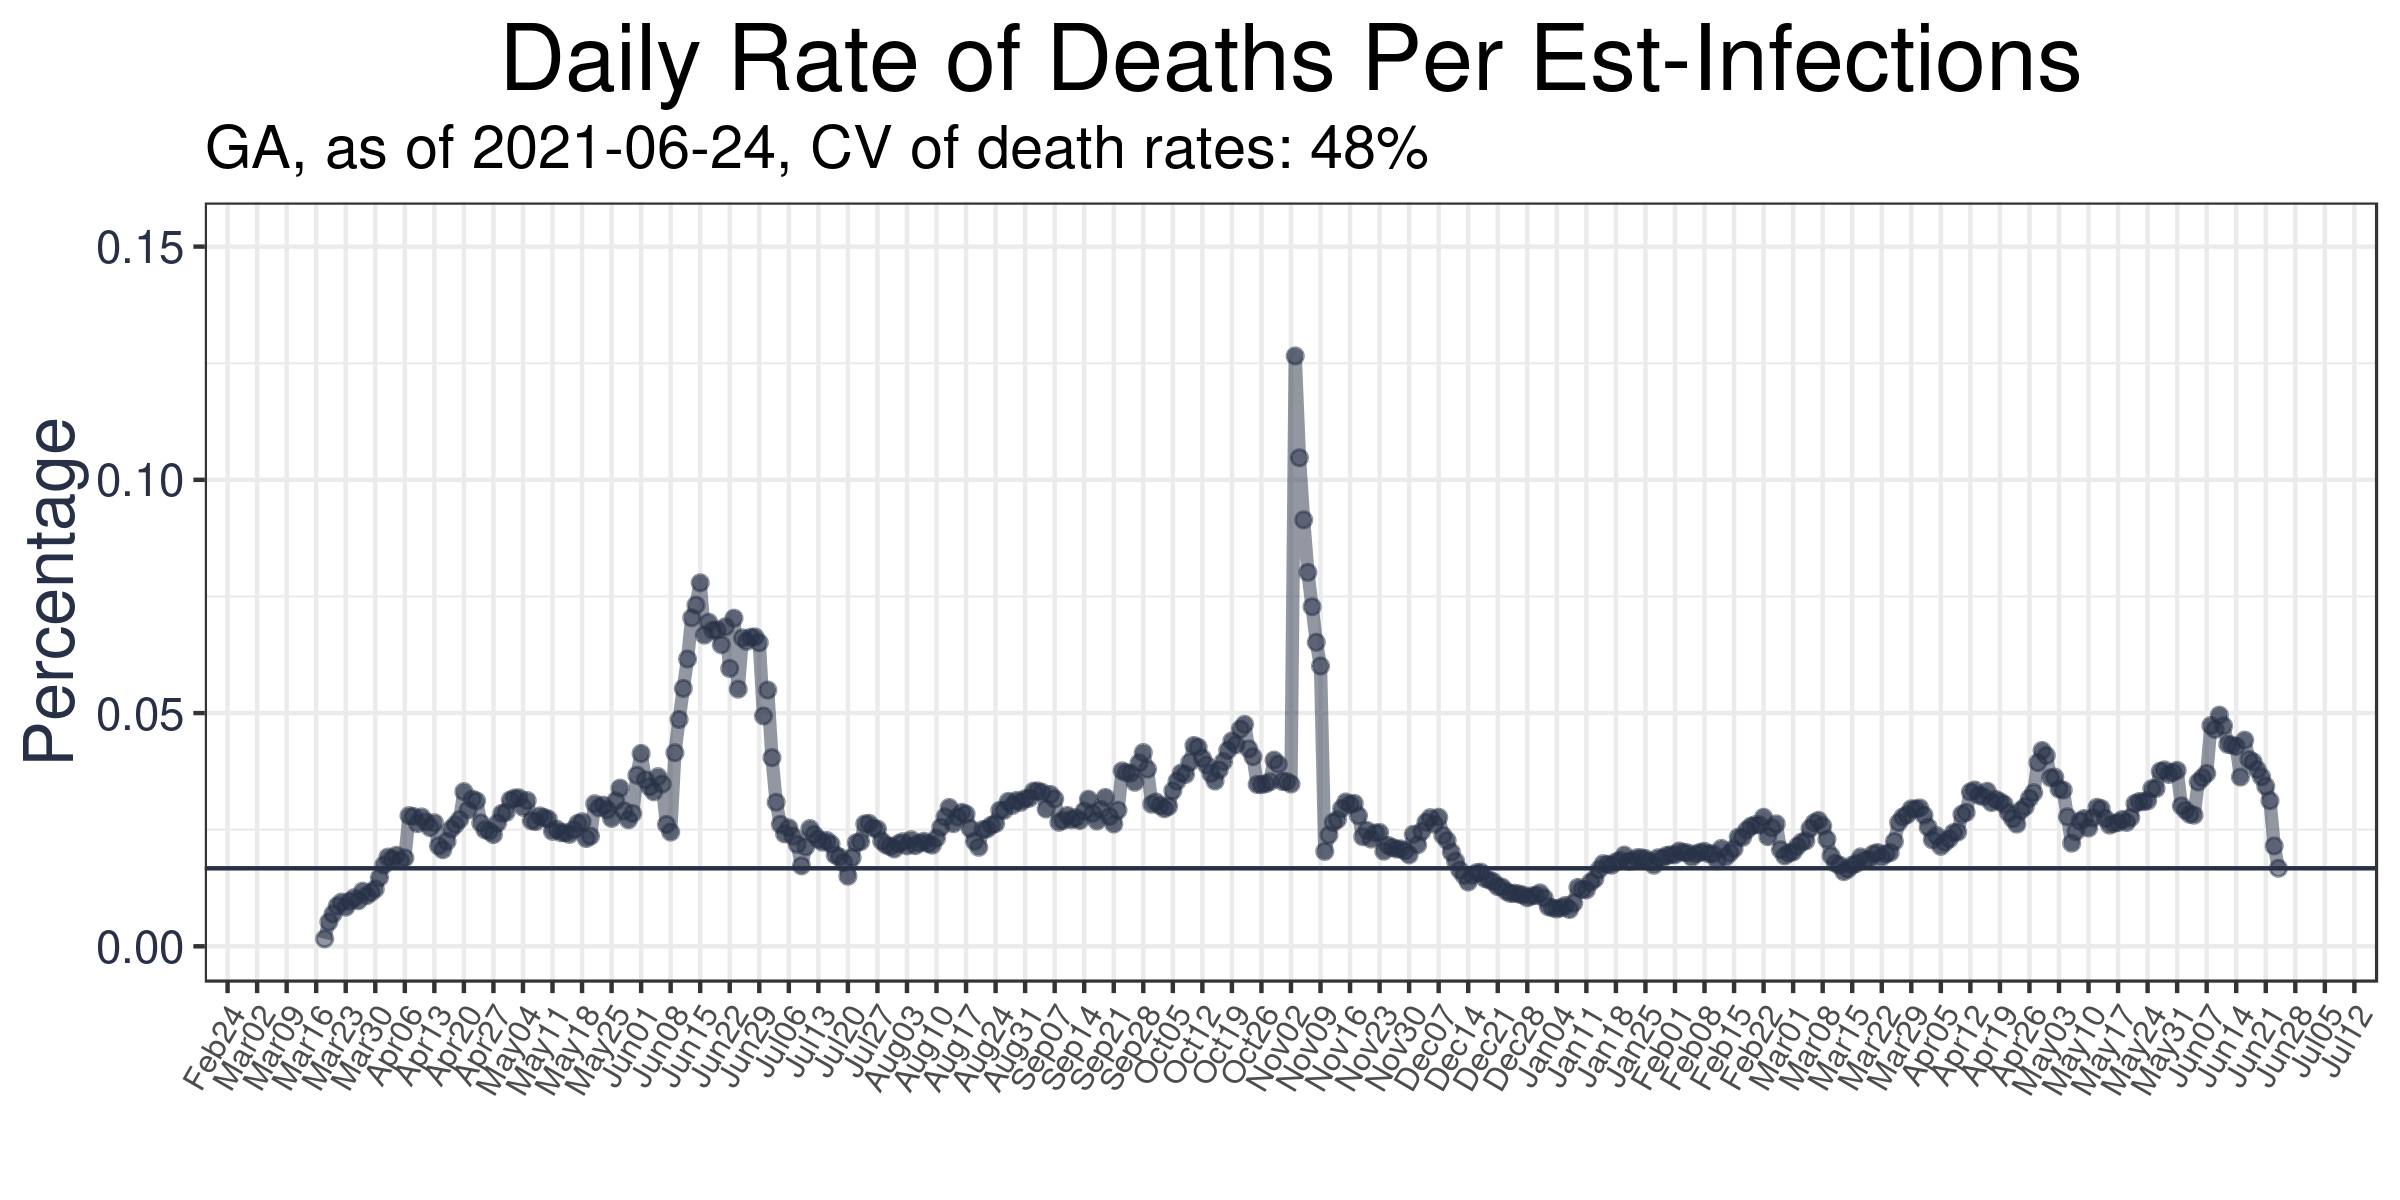 Daily Rate of Deaths Per Est-Infections
GA, as of 2021-06-24, CV of death rates: 48%
Percentage
0.15
0.10
0.05
0.00
Feb24 Mar02 Mar09 Mar16 Mar23 Mar30 Apr06 Apr13 Apr20 Apr27 May04 May11 May18 May25 Jun01 Jun08 Jun15 Jun22 Jun29 Jul06 Jul13 Jul20 Jul27 Aug03 Aug10 Aug17 Aug24 Aug31 Sep07 Sep14 Sep21 Sep28 Oct05 Oct12 Oct19 Oct26 Nov02 Nov09 Nov16 Nov23 Nov30 Dec07 Dec14 Dec21 Dec28 Jan04 Jan11 Jan18 Jan25 Feb01 Feb08 Feb15 Feb22 Mar01 Mar08 Mar15 Mar22 Mar29 Apr05 Apr12 Apr19 Apr26 May03 May10 May17 May24 May31 Jun07 Jun14 Jun21 Jun28 Jul05 Jul12